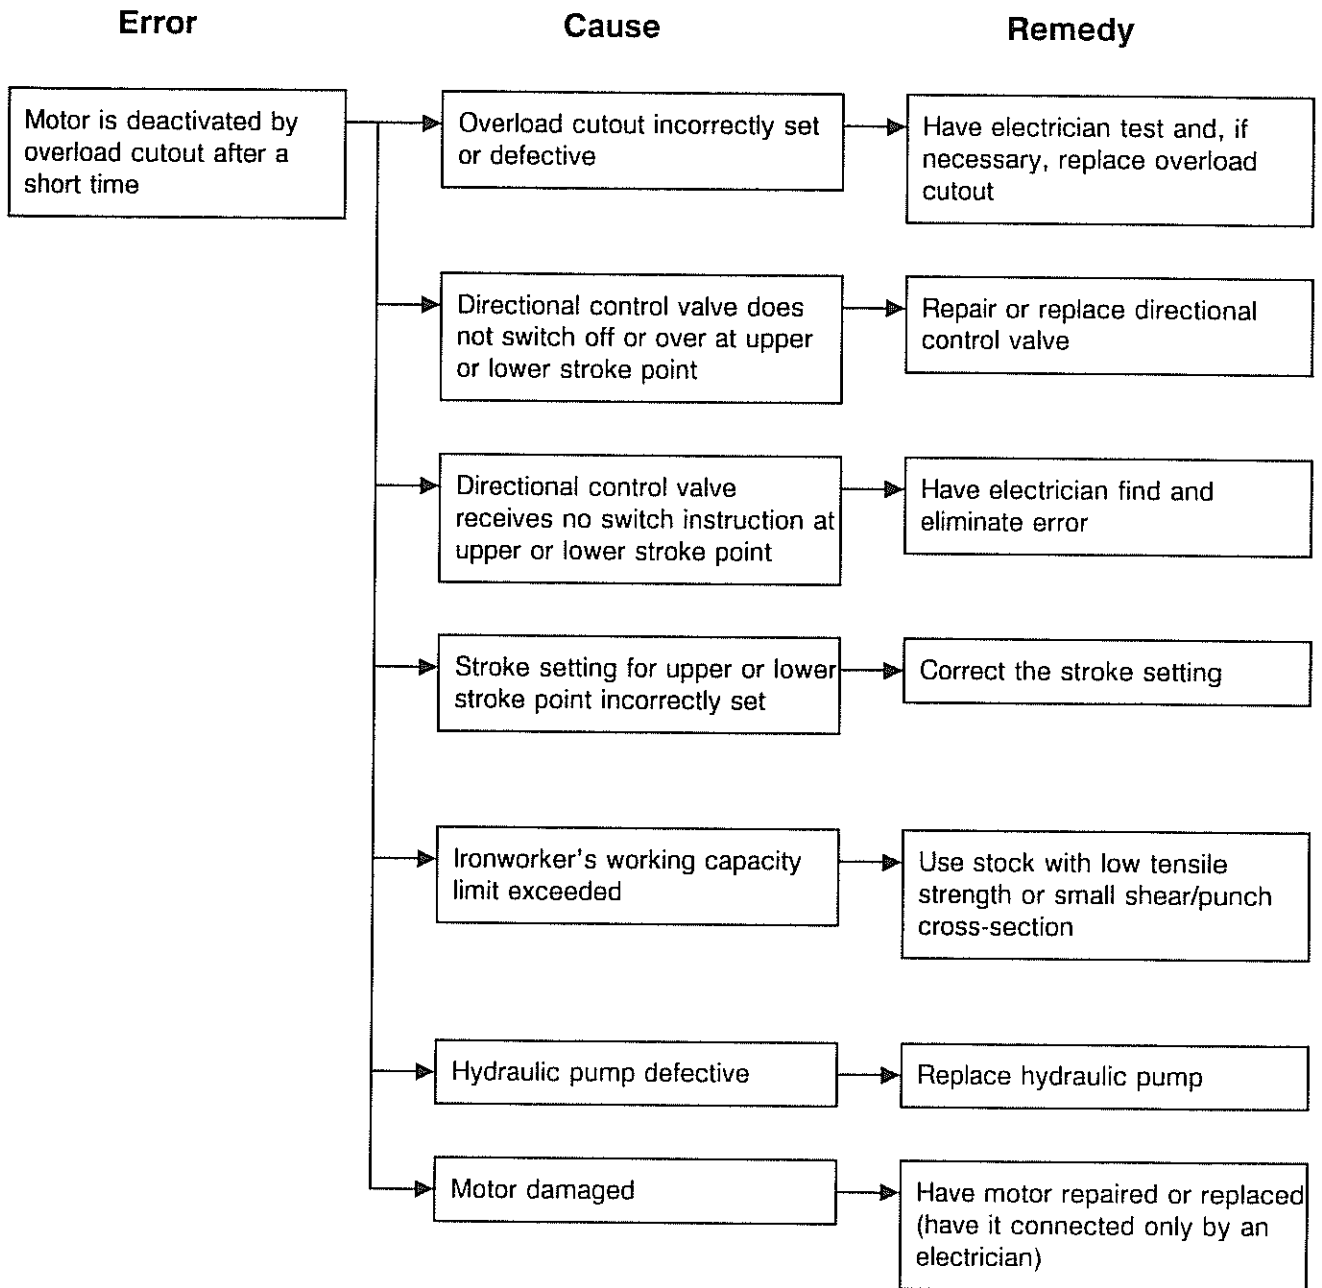 Error
Cause
Remedy
Motor is deactivated by
overload cutout after a
short time
Overload cutout incorrectly set
or defective
Have electrician test and, if
necessary, replace overload
cutout
Directional control valve does
not switch off or over at upper
or lower stroke point
Repair or replace directional
control valve
Directional control valve
receives no switch instruction at
upper or lower stroke point
Have electrician find and
eliminate error
Stroke setting for upper or lower
stroke point incorrectly set
Correct the stroke setting
Ironworker's working capacity
limit exceeded
Use stock with low tensile
strength or small shear/punch
cross-section
Hydraulic pump defective
Replace hydraulic pump
Motor damaged
Have motor repaired or replaced
(have it connected only by an
electrician)